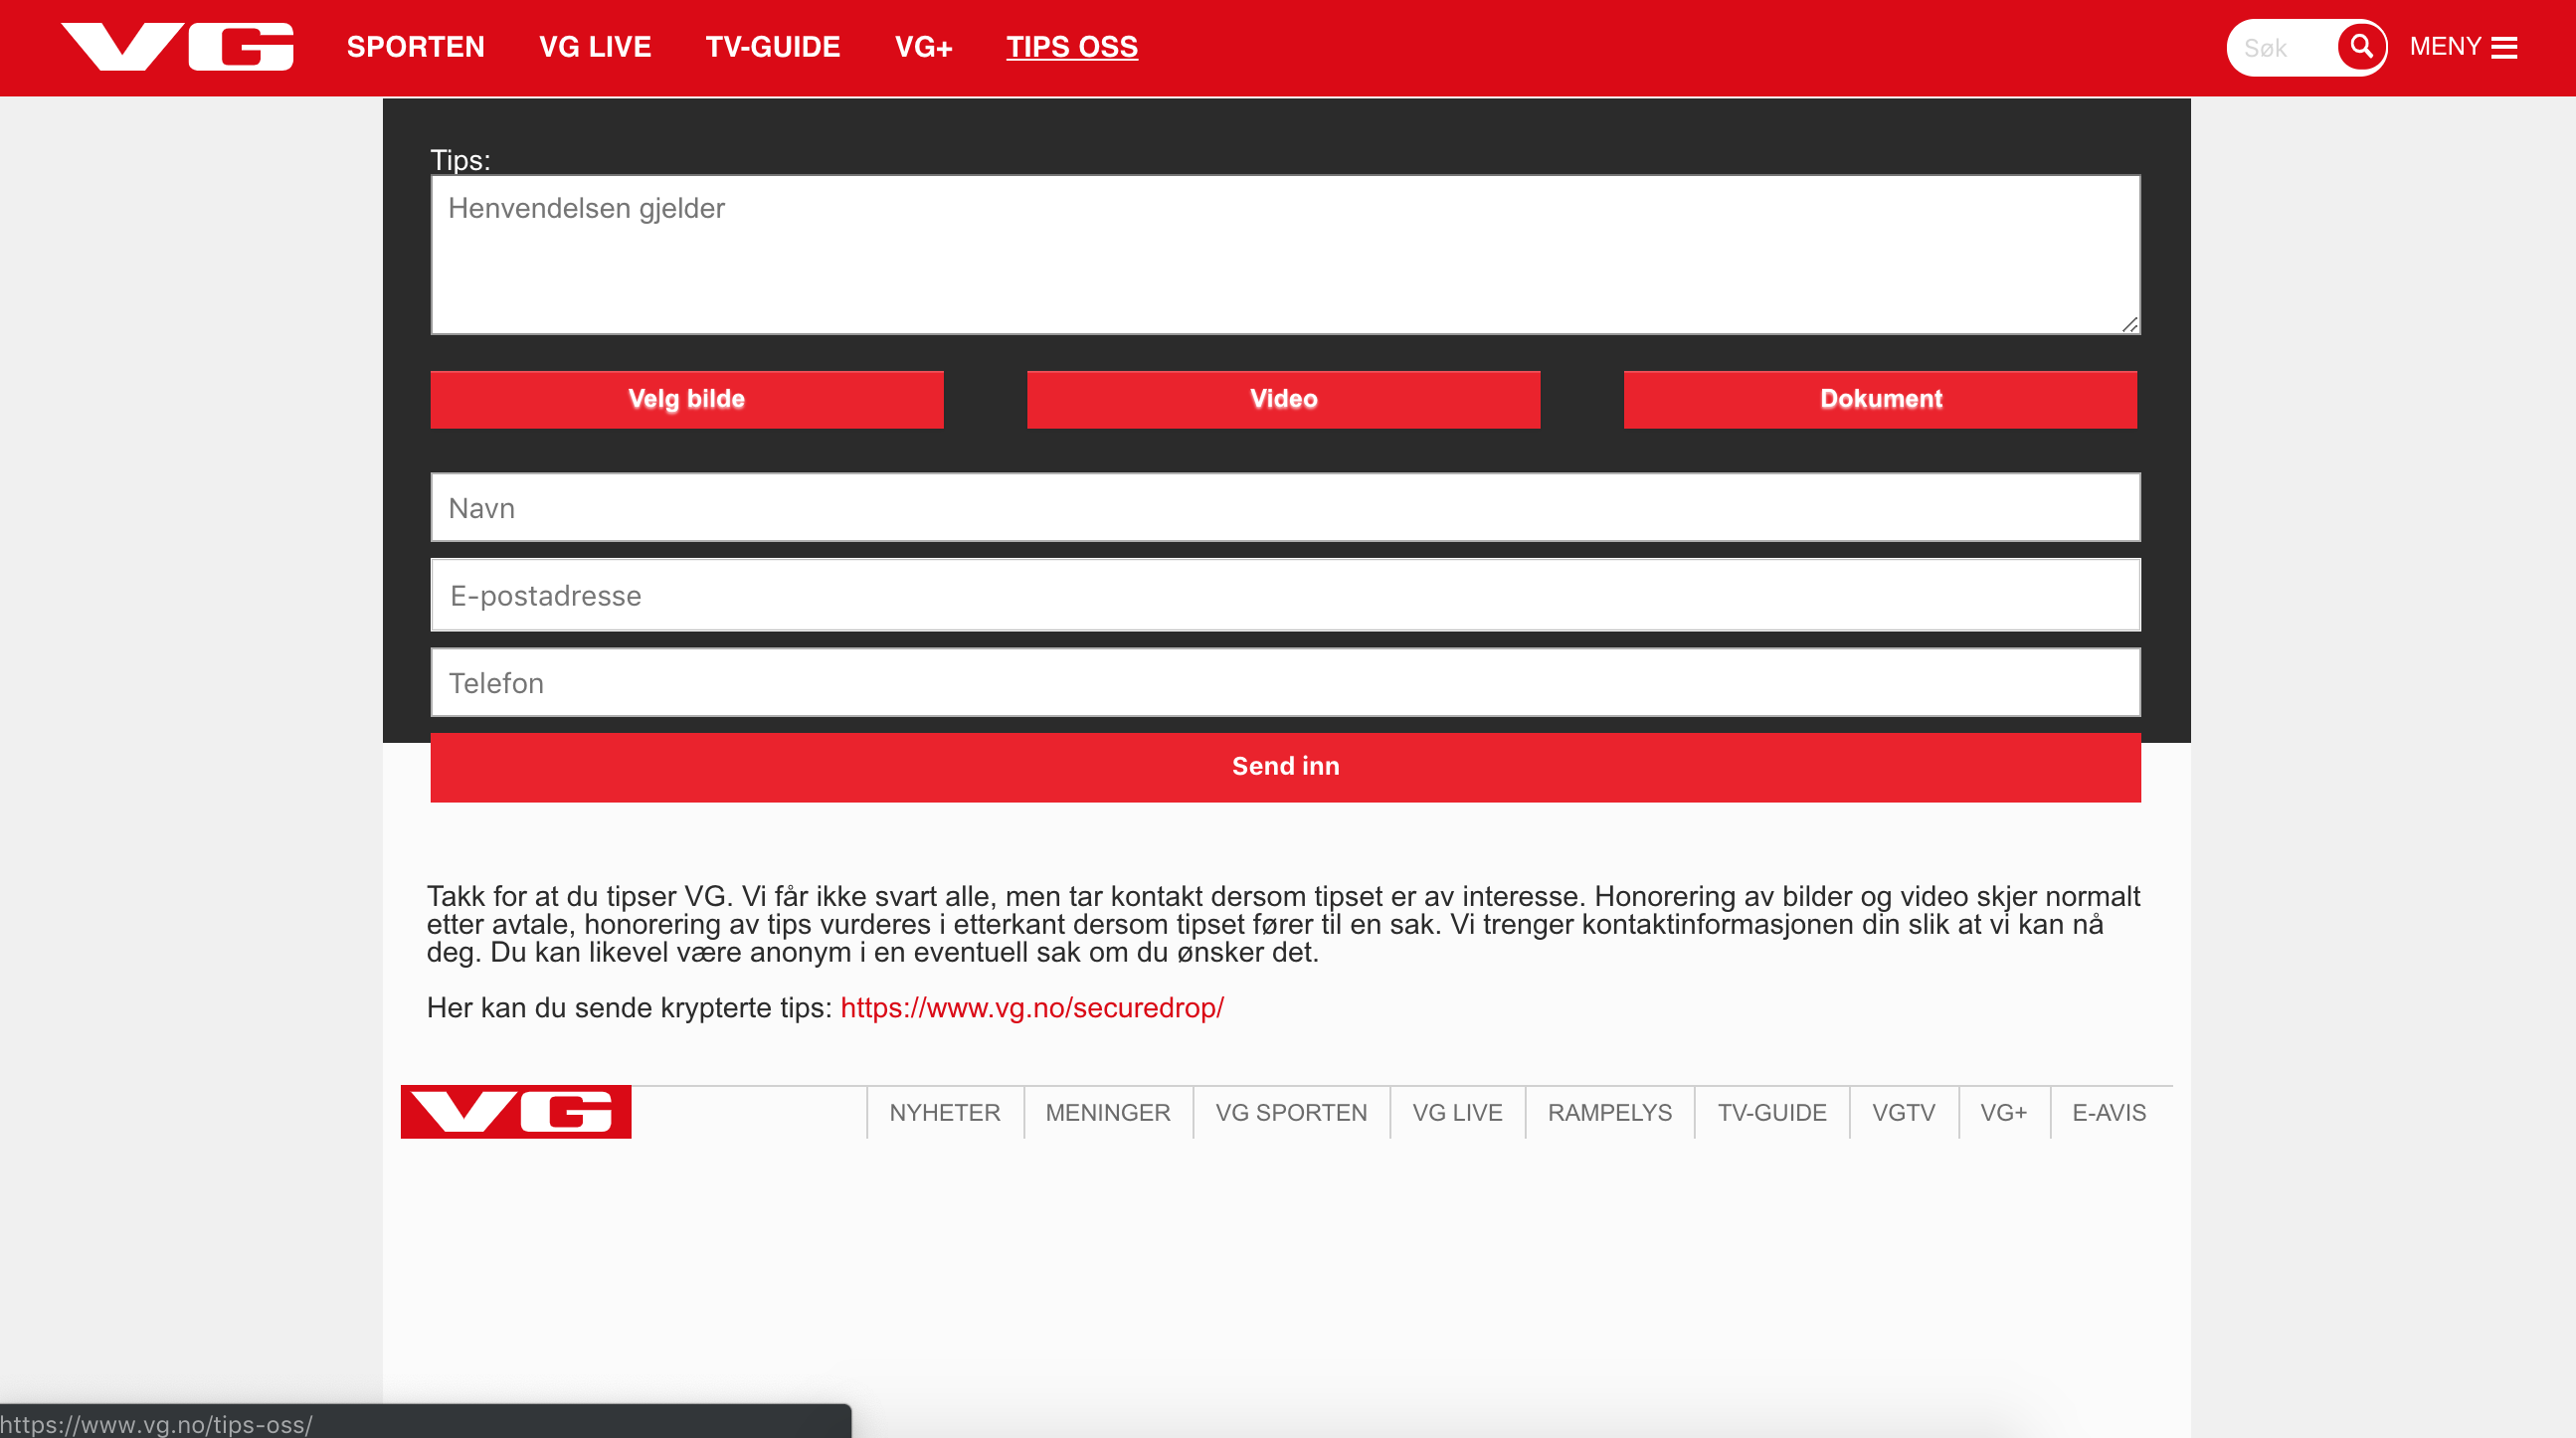 VG SPORTEN VG LIVE TV-GUIDE VG+ TIPS OSS Søk MENY
Tips:
Henvendelsen gjelder
Velg bilde Video Dokument
Navn
E-postadresse
Telefon
Send inn
Takk for at du tipser VG. Vi får ikke svart alle, men tar kontakt dersom tipset er av interesse. Honorering av bilder og video skjer normalt
etter avtale, honorering av tips vurderes i etterkant dersom tipset fører til en sak. Vi trenger kontaktinformasjonen din slik at vi kan nå
deg. Du kan likevel være anonym i en eventuell sak om du ønsker det.
Her kan du sende krypterte tips: https://www.vg.no/securedrop/
VG NYHETER MENINGER VG SPORTEN VG LIVE RAMPELYS TV-GUIDE VGTV VG+ E-AVIS
https://www.vg.no/tips-oss/